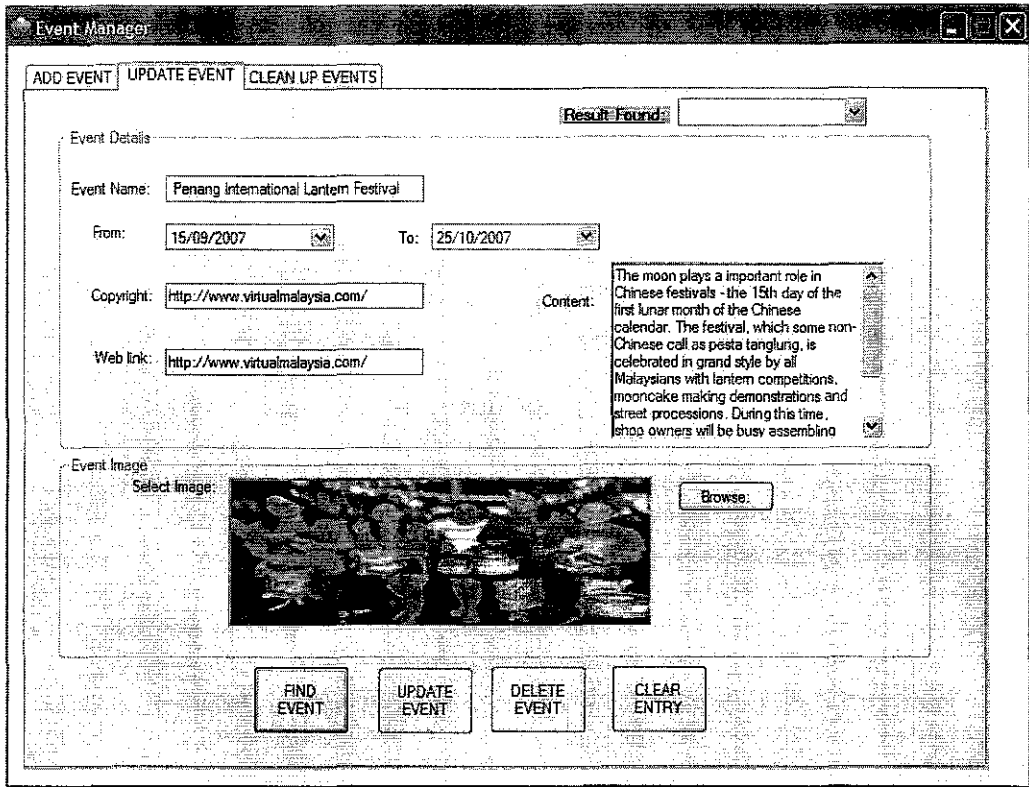 Event Manager
ADD EVENT UPDATE EVENT CLEAN UP EVENTS
Result Found:
Event Details
Event Name: Penang International Lantern Festival
From: 15/09/2007 To: 25/10/2007
Copyright: http://www.virtualmalaysia.com/
Web link: http://www.virtualmalaysia.com/
Content:
The moon plays a important role in
Chinese festivals - the 15th day of the
first lunar month of the Chinese
calendar. The festival, which some non-
Chinese call as pesta tanglung, is
celebrated in grand style by all
Malaysians with lantern competitions,
mooncake making demonstrations and
street processions. During this time,
shop owners will be busy assembling
Event Image
Select Image: Browse:
FIND EVENT
UPDATE EVENT
DELETE EVENT
CLEAR ENTRY